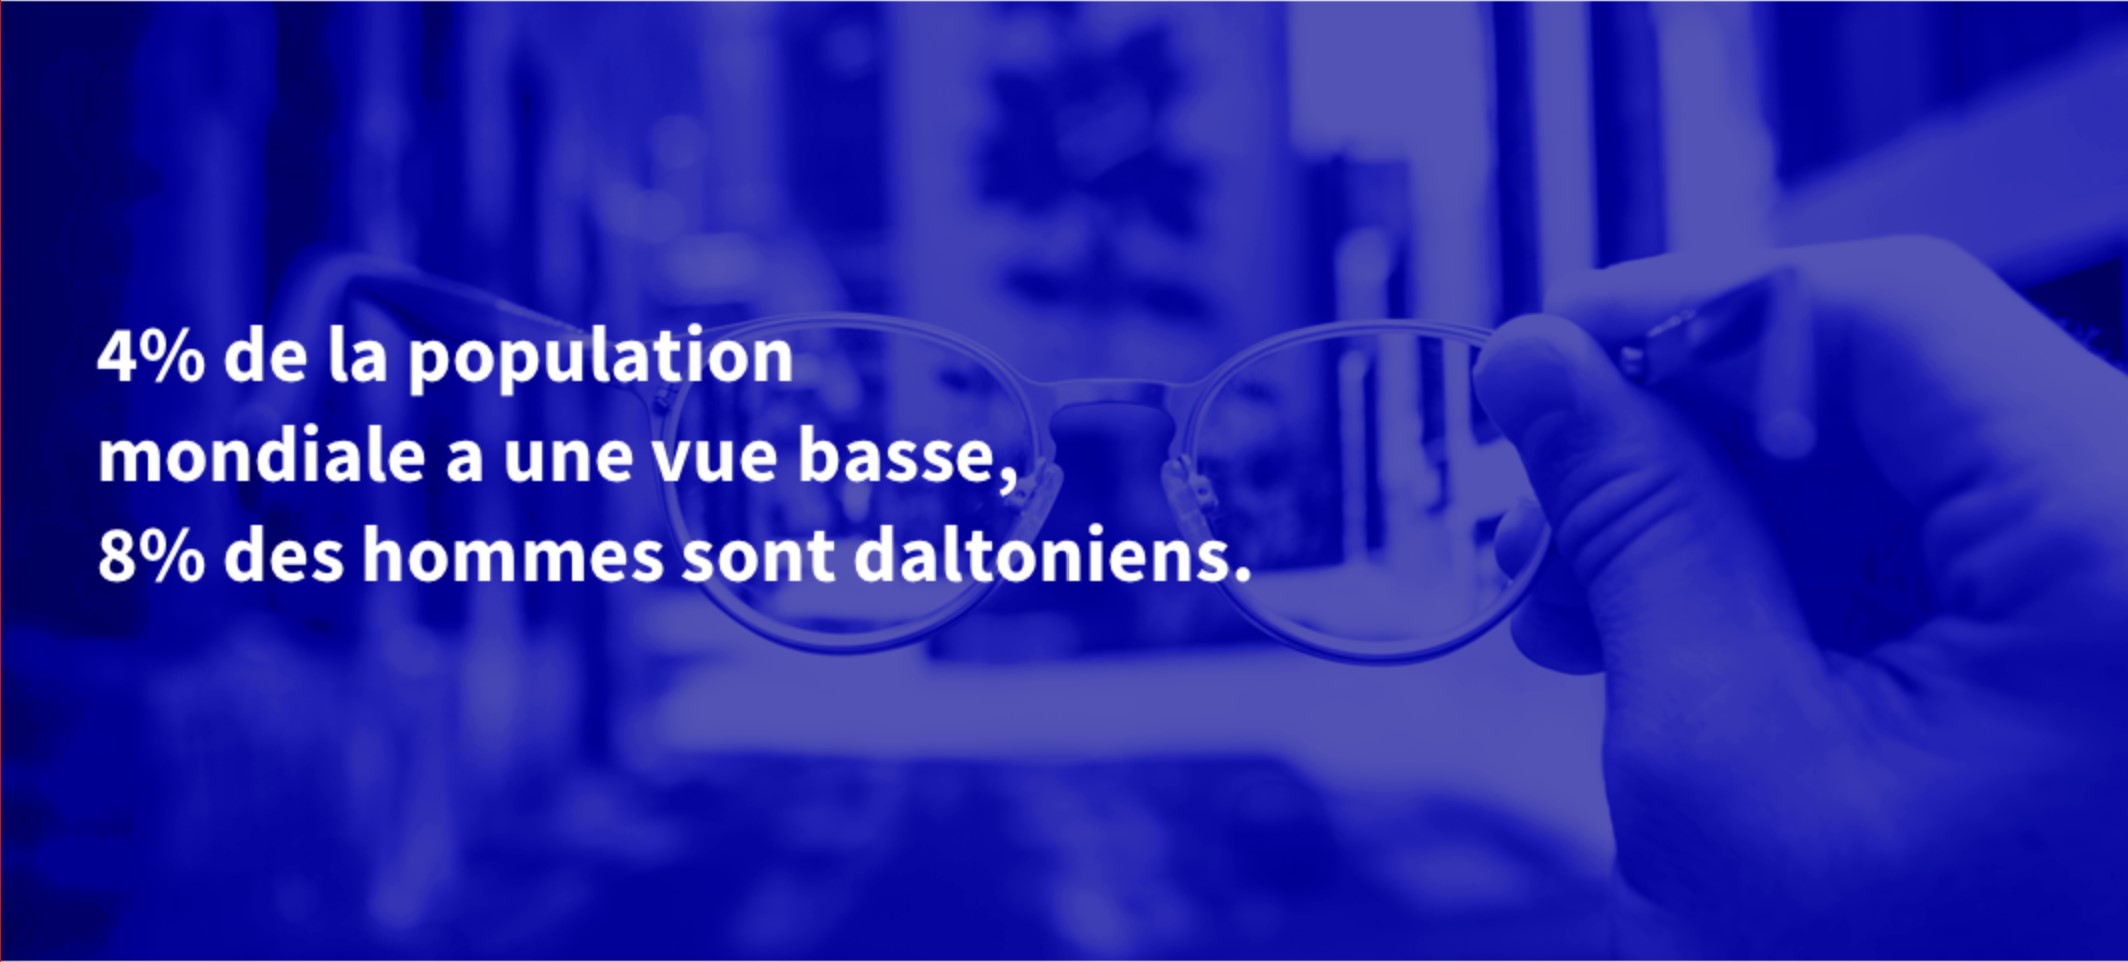 4% de la population
mondiale a une vue basse,
8% des hommes sont daltoniens.